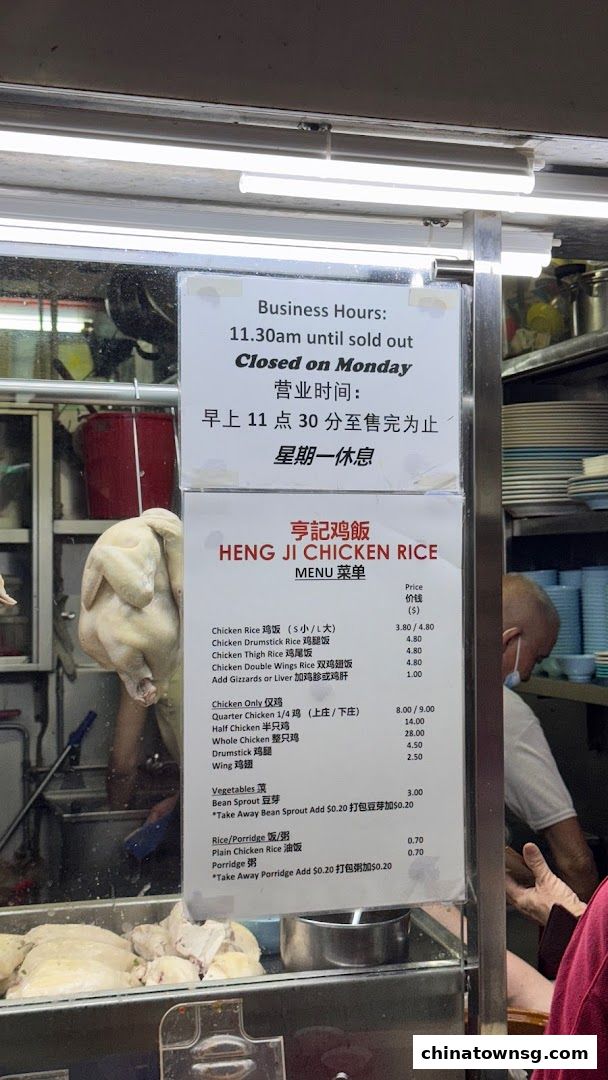 Business Hours:
11.30am until sold out
Closed on Monday
营业时间：
早上 11 点 30 分至售完为止
星期一休息
亨記鸡飯
HENG JI CHICKEN RICE
MENU 菜单
Price
价钱
($)
Chicken Rice 鸡饭 （ S 小 / L 大） 3.80 / 4.80
Chicken Drumstick Rice 鸡腿饭 4.80
Chicken Thigh Rice 鸡尾饭 4.80
Chicken Double Wings Rice 双鸡翅饭 4.80
Add Gizzards or Liver 加鸡胗或鸡肝 1.00
Chicken Only 仅鸡
Quarter Chicken 1/4 鸡 （上庄 / 下庄） 8.00 / 9.00
Half Chicken 半只鸡 14.00
Whole Chicken 整只鸡 28.00
Drumstick 鸡腿 4.50
Wing 鸡翅 2.50
Vegetables 菜
Bean Sprout 豆芽 3.00
*Take Away Bean Sprout Add $0.20 打包豆芽加$0.20
Rice/Porridge 饭/粥
Plain Chicken Rice 油饭 0.70
Porridge 粥 0.70
*Take Away Porridge Add $0.20 打包粥加$0.20
chinatownsg.com